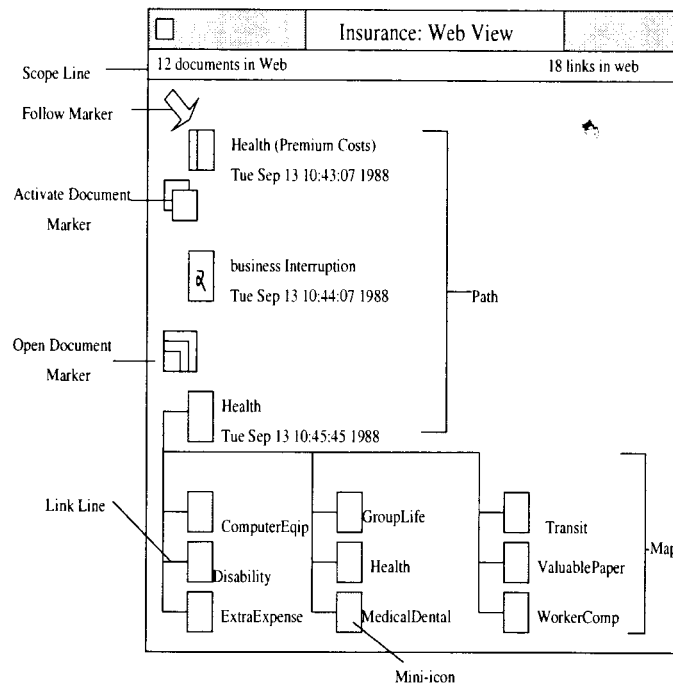 Insurance: Web View
Scope Line
12 documents in Web
18 links in web
Follow Marker
Health (Premium Costs)
Tue Sep 13 10:43:07 1988
Activate Document
Marker
business Interruption
Tue Sep 13 10:44:07 1988
Path
Open Document
Marker
Health
Tue Sep 13 10:45:45 1988
Link Line
ComputerEqip
GroupLife
Transit
Map
Disability
Health
ValuablePaper
ExtraExpense
MedicalDental
WorkerComp
Mini-icon